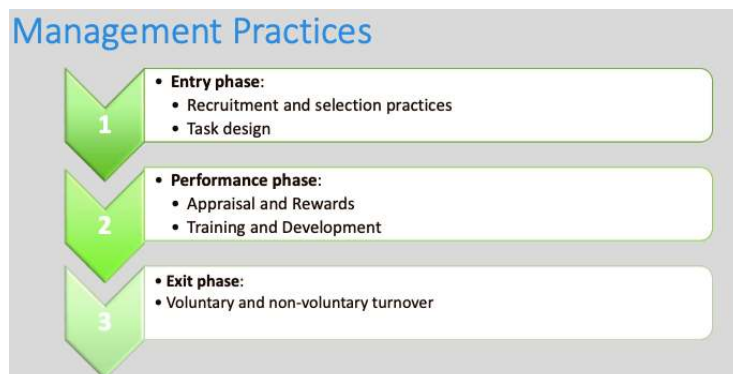 Management Practices
1
• Entry phase:
• Recruitment and selection practices
• Task design
2
• Performance phase:
• Appraisal and Rewards
• Training and Development
3
• Exit phase:
• Voluntary and non-voluntary turnover